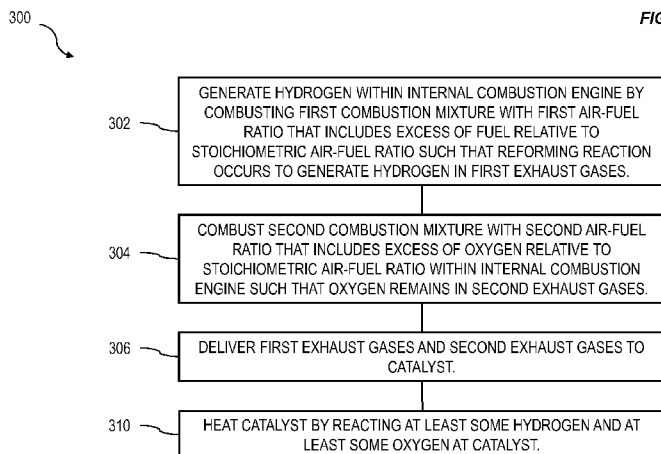 300
FIG
302
GENERATE HYDROGEN WITHIN INTERNAL COMBUSTION ENGINE BY
COMBUSTING FIRST COMBUSTION MIXTURE WITH FIRST AIR-FUEL
RATIO THAT INCLUDES EXCESS OF FUEL RELATIVE TO
STOICHIOMETRIC AIR-FUEL RATIO SUCH THAT REFORMING REACTION
OCCURS TO GENERATE HYDROGEN IN FIRST EXHAUST GASES.
304
COMBUST SECOND COMBUSTION MIXTURE WITH SECOND AIR-FUEL
RATIO THAT INCLUDES EXCESS OF OXYGEN RELATIVE TO
STOICHIOMETRIC AIR-FUEL RATIO WITHIN INTERNAL COMBUSTION
ENGINE SUCH THAT OXYGEN REMAINS IN SECOND EXHAUST GASES.
306
DELIVER FIRST EXHAUST GASES AND SECOND EXHAUST GASES TO
CATALYST.
310
HEAT CATALYST BY REACTING AT LEAST SOME HYDROGEN AND AT
LEAST SOME OXYGEN AT CATALYST.